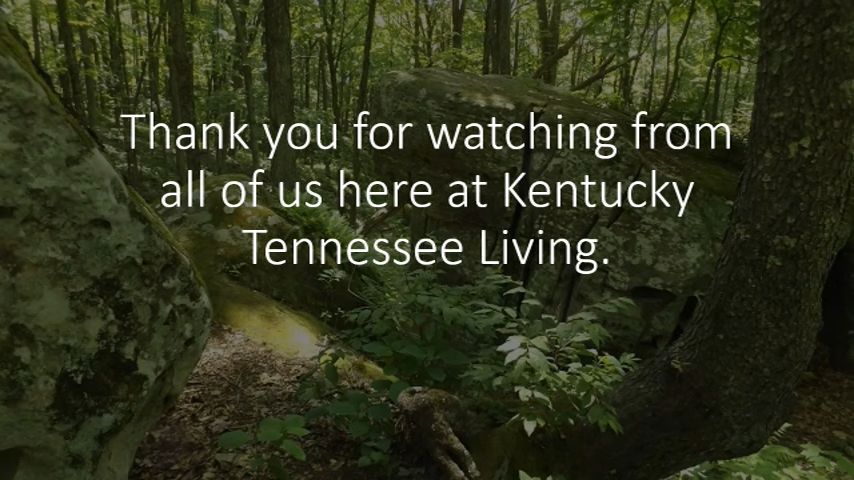 Thank you for watching from
all of us here at Kentucky
Tennessee Living.